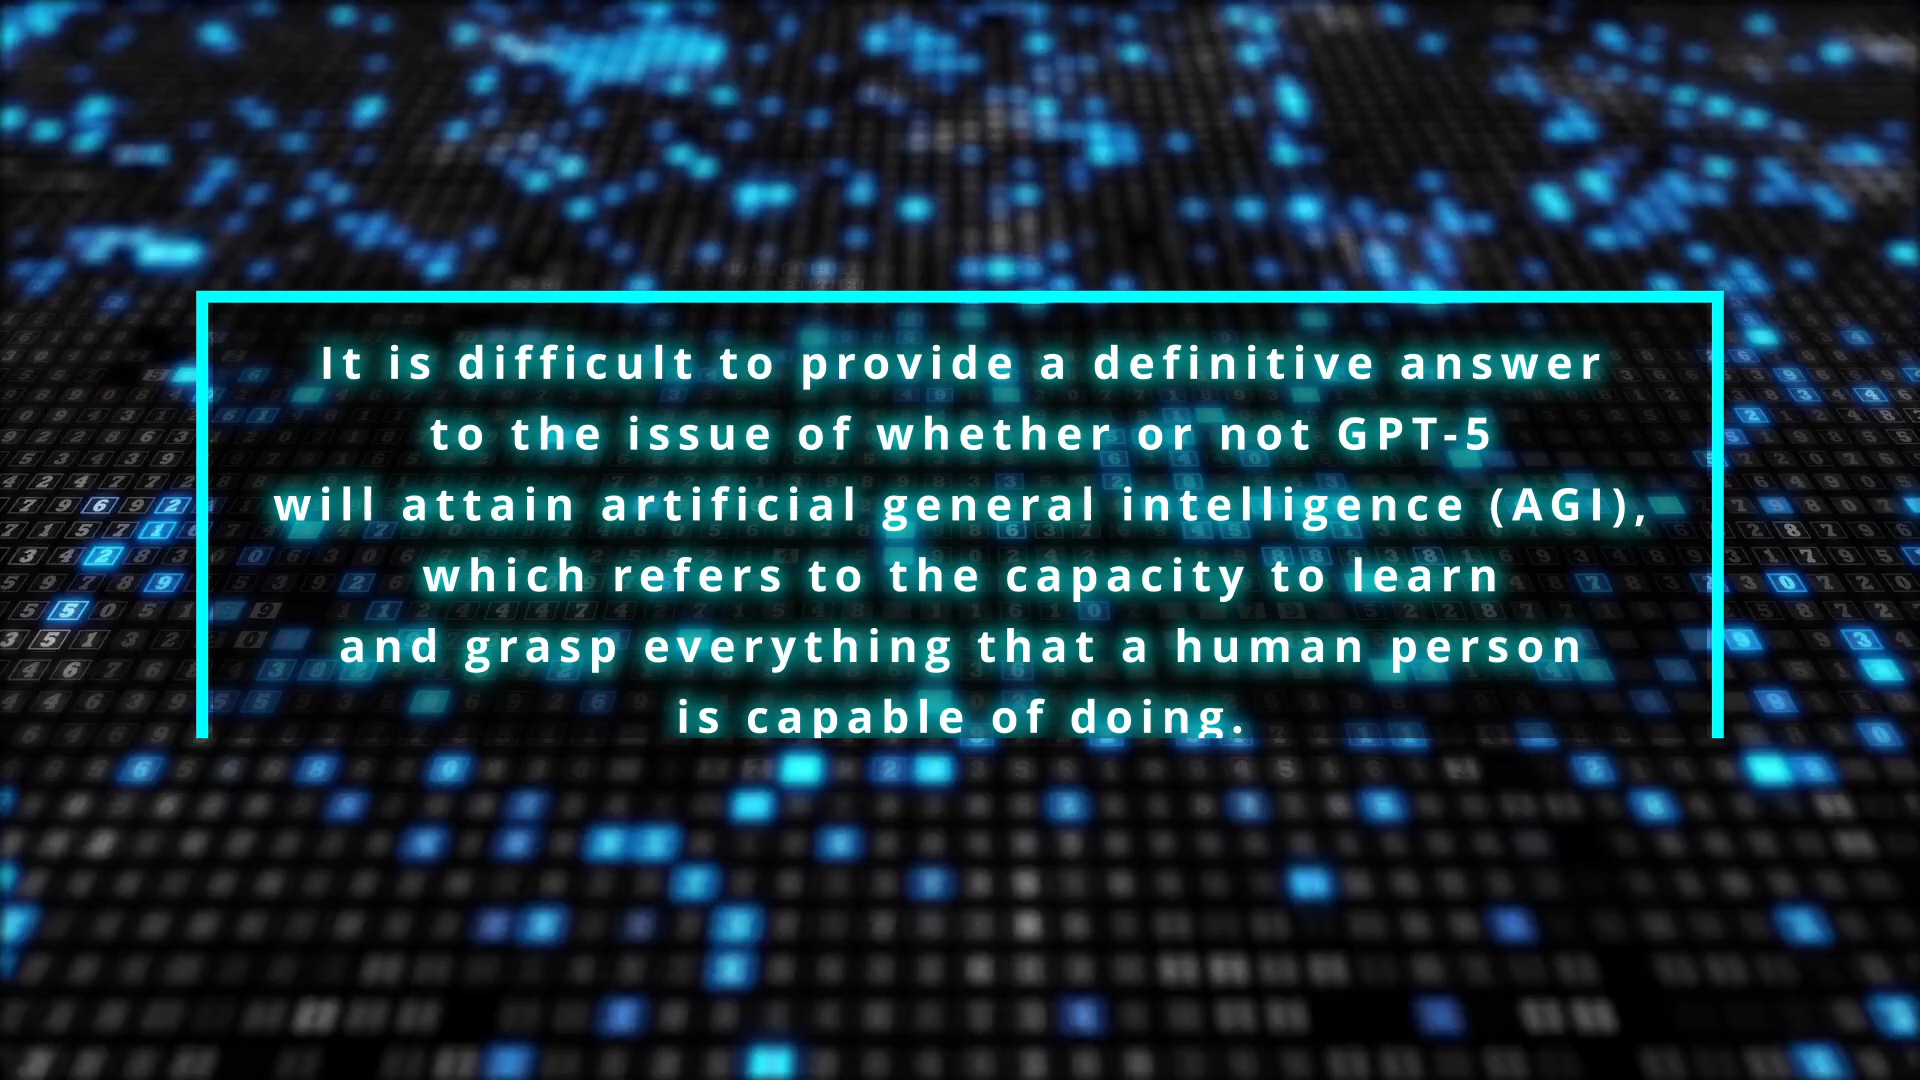 It is difficult to provide a definitive answer
to the issue of whether or not GPT-5
will attain artificial general intelligence (AGI),
which refers to the capacity to learn
and grasp everything that a human person
is capable of doing.